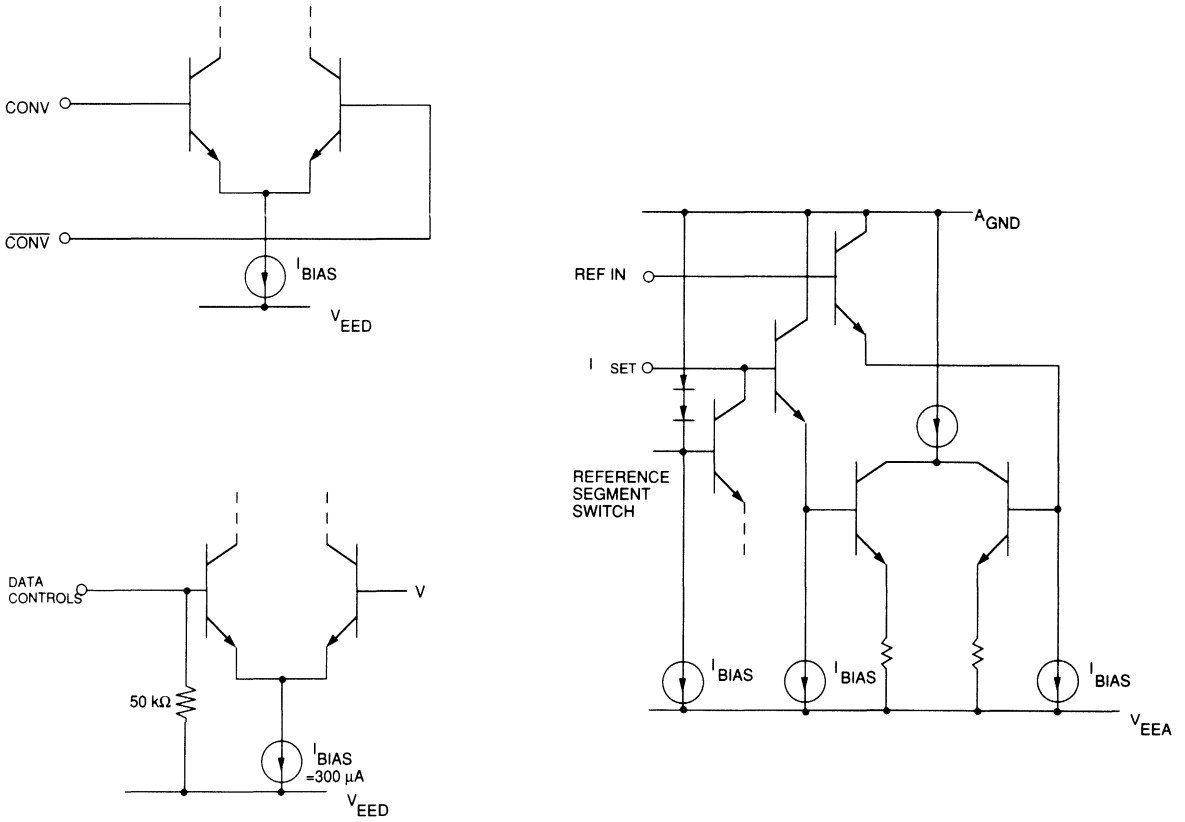 CONV
C̅O̅N̅V̅
I BIAS
V EED
DATA
CONTROLS
V
50 kΩ
I BIAS
=300 µA
V EED
A GND
REF IN
I SET
REFERENCE
SEGMENT
SWITCH
I BIAS
I BIAS
I BIAS
V EEA